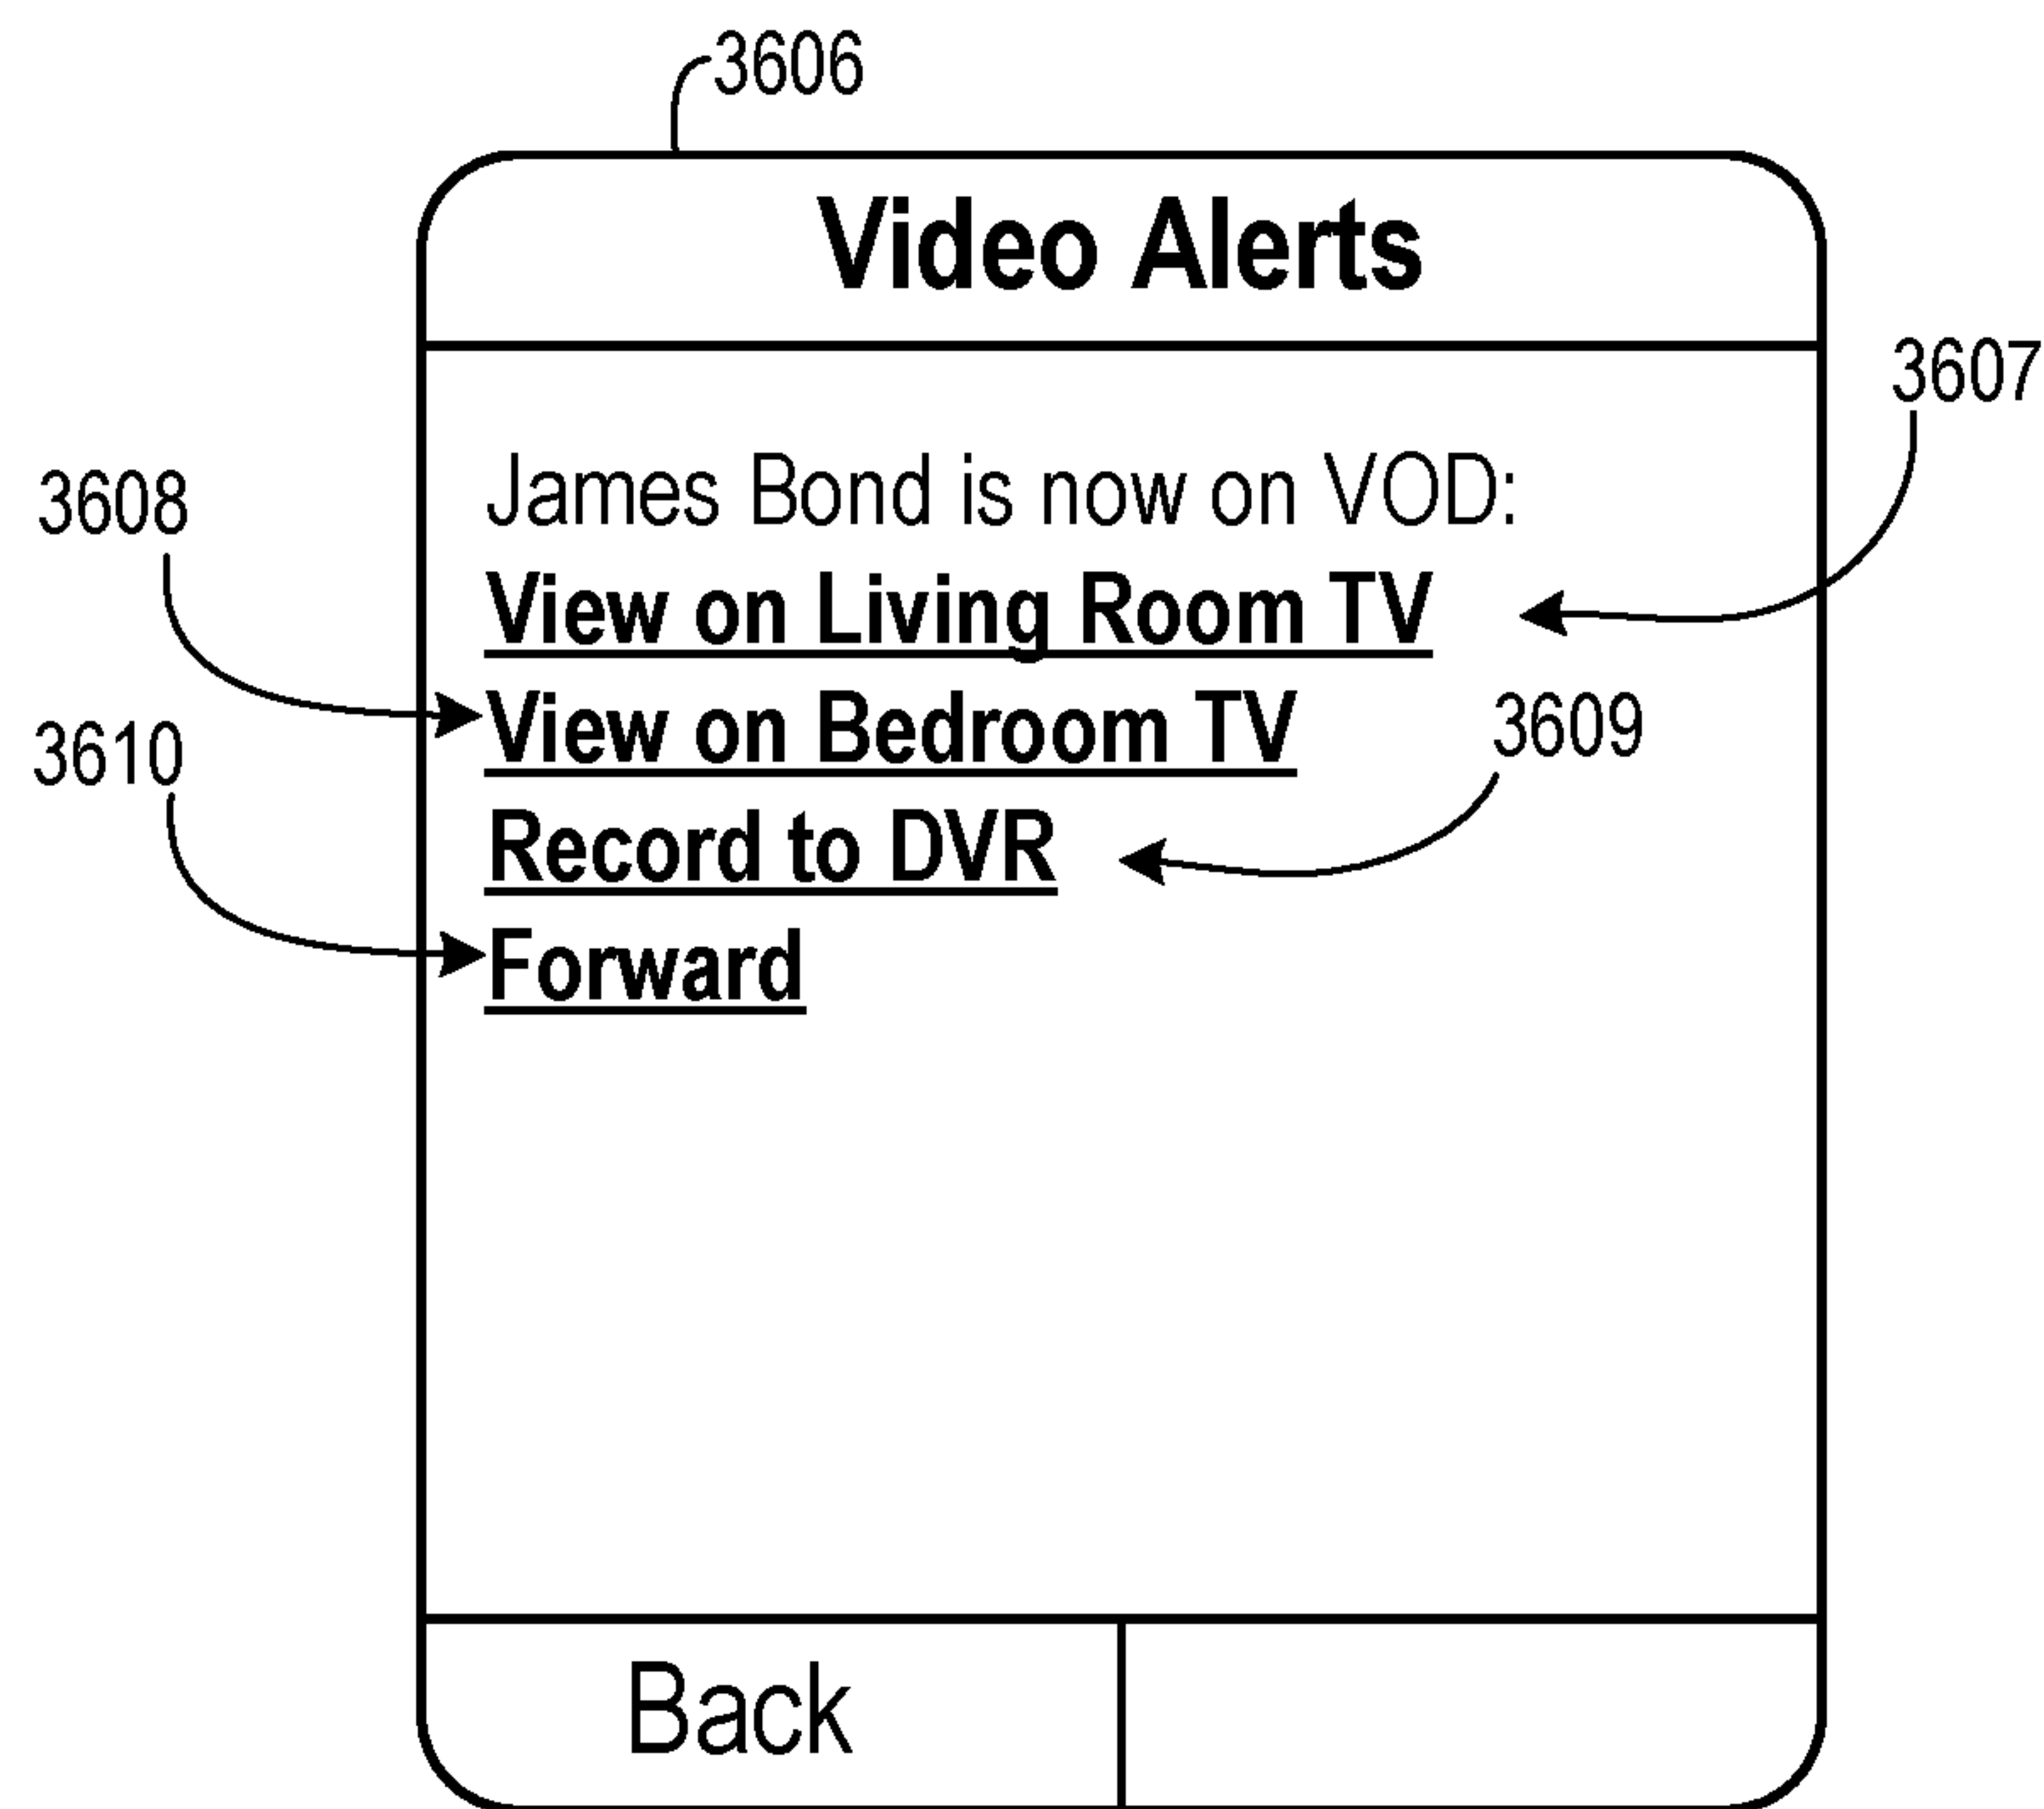 3606
Video Alerts
3607
James Bond is now on VOD:
3608
View on Living Room TV
View on Bedroom TV
3609
3610
Record to DVR
Forward
Back